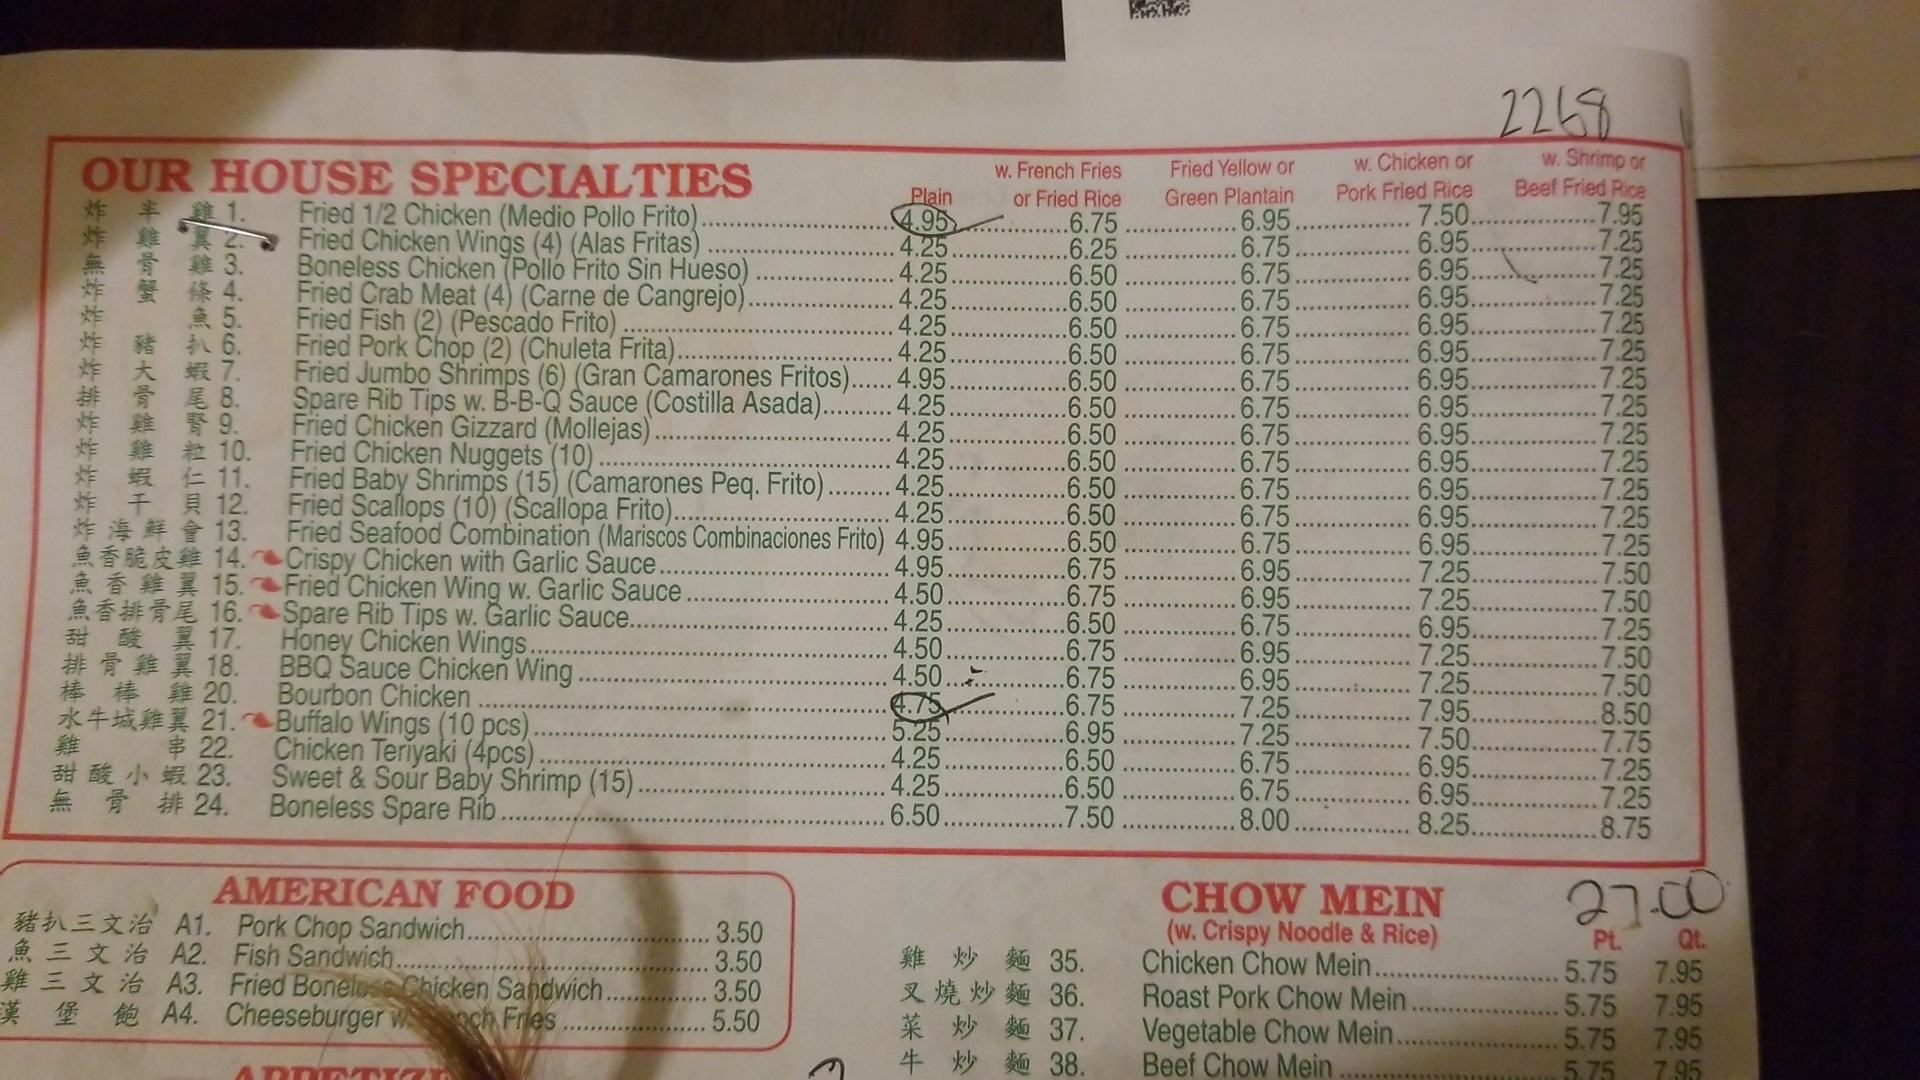 2268
OUR HOUSE SPECIALTIES
Plain w. French Fries or Fried Rice Fried Yellow or Green Plantain w. Chicken or Pork Fried Rice w. Shrimp or Beef Fried Rice
炸半雞 1. Fried 1/2 Chicken (Medio Pollo Frito) 4.95 6.75 6.95 7.50 7.95
炸雞翼 2. Fried Chicken Wings (4) (Alas Fritas) 4.25 6.25 6.75 6.95 7.25
無骨雞 3. Boneless Chicken (Pollo Frito Sin Hueso) 4.25 6.50 6.75 6.95 7.25
炸蟹條 4. Fried Crab Meat (4) (Carne de Cangrejo) 4.25 6.50 6.75 6.95 7.25
炸魚 5. Fried Fish (2) (Pescado Frito) 4.25 6.50 6.75 6.95 7.25
炸豬扒 6. Fried Pork Chop (2) (Chuleta Frita) 4.25 6.50 6.75 6.95 7.25
炸大蝦 7. Fried Jumbo Shrimps (6) (Gran Camarones Fritos) 4.95 6.50 6.75 6.95 7.25
排骨尾 8. Spare Rib Tips w. B-B-Q Sauce (Costilla Asada) 4.25 6.50 6.75 6.95 7.25
炸雞腎 9. Fried Chicken Gizzard (Mollejas) 4.25 6.50 6.75 6.95 7.25
炸雞粒 10. Fried Chicken Nuggets (10) 4.25 6.50 6.75 6.95 7.25
炸蝦仁 11. Fried Baby Shrimps (15) (Camarones Peq. Frito) 4.25 6.50 6.75 6.95 7.25
炸干貝 12. Fried Scallops (10) (Scallopa Frito) 4.25 6.50 6.75 6.95 7.25
炸海鮮會 13. Fried Seafood Combination (Mariscos Combinaciones Frito) 4.95 6.50 6.75 6.95 7.25
魚香脆皮雞 14. Crispy Chicken with Garlic Sauce 4.95 6.75 6.95 7.25 7.50
魚香雞翼 15. Fried Chicken Wing w. Garlic Sauce 4.50 6.75 6.95 7.25 7.50
魚香排骨尾 16. Spare Rib Tips w. Garlic Sauce 4.25 6.50 6.75 6.95 7.25
甜酸翼 17. Honey Chicken Wings 4.50 6.75 6.95 7.25 7.50
排骨雞翼 18. BBQ Sauce Chicken Wing 4.50 6.75 6.95 7.25 7.50
棒棒雞 20. Bourbon Chicken 4.75 6.75 7.25 7.95 8.50
水牛城雞翼 21. Buffalo Wings (10 pcs) 5.25 6.95 7.25 7.50 7.75
雞串 22. Chicken Teriyaki (4pcs) 4.25 6.50 6.75 6.95 7.25
甜酸小蝦 23. Sweet & Sour Baby Shrimp (15) 4.25 6.50 6.75 6.95 7.25
無骨排 24. Boneless Spare Rib 6.50 7.50 8.00 8.25 8.75
AMERICAN FOOD
豬扒三文治 A1. Pork Chop Sandwich 3.50
魚三文治 A2. Fish Sandwich 3.50
雞三文治 A3. Fried Boneless Chicken Sandwich 3.50
漢堡飽 A4. Cheeseburger w. French Fries 5.50
APPETIZE
CHOW MEIN
27.00
(w. Crispy Noodle & Rice)
Pt. Qt.
雞炒麵 35. Chicken Chow Mein 5.75 7.95
叉燒炒麵 36. Roast Pork Chow Mein 5.75 7.95
菜炒麵 37. Vegetable Chow Mein 5.75 7.95
牛炒麵 38. Beef Chow Mein 5.75 7.95